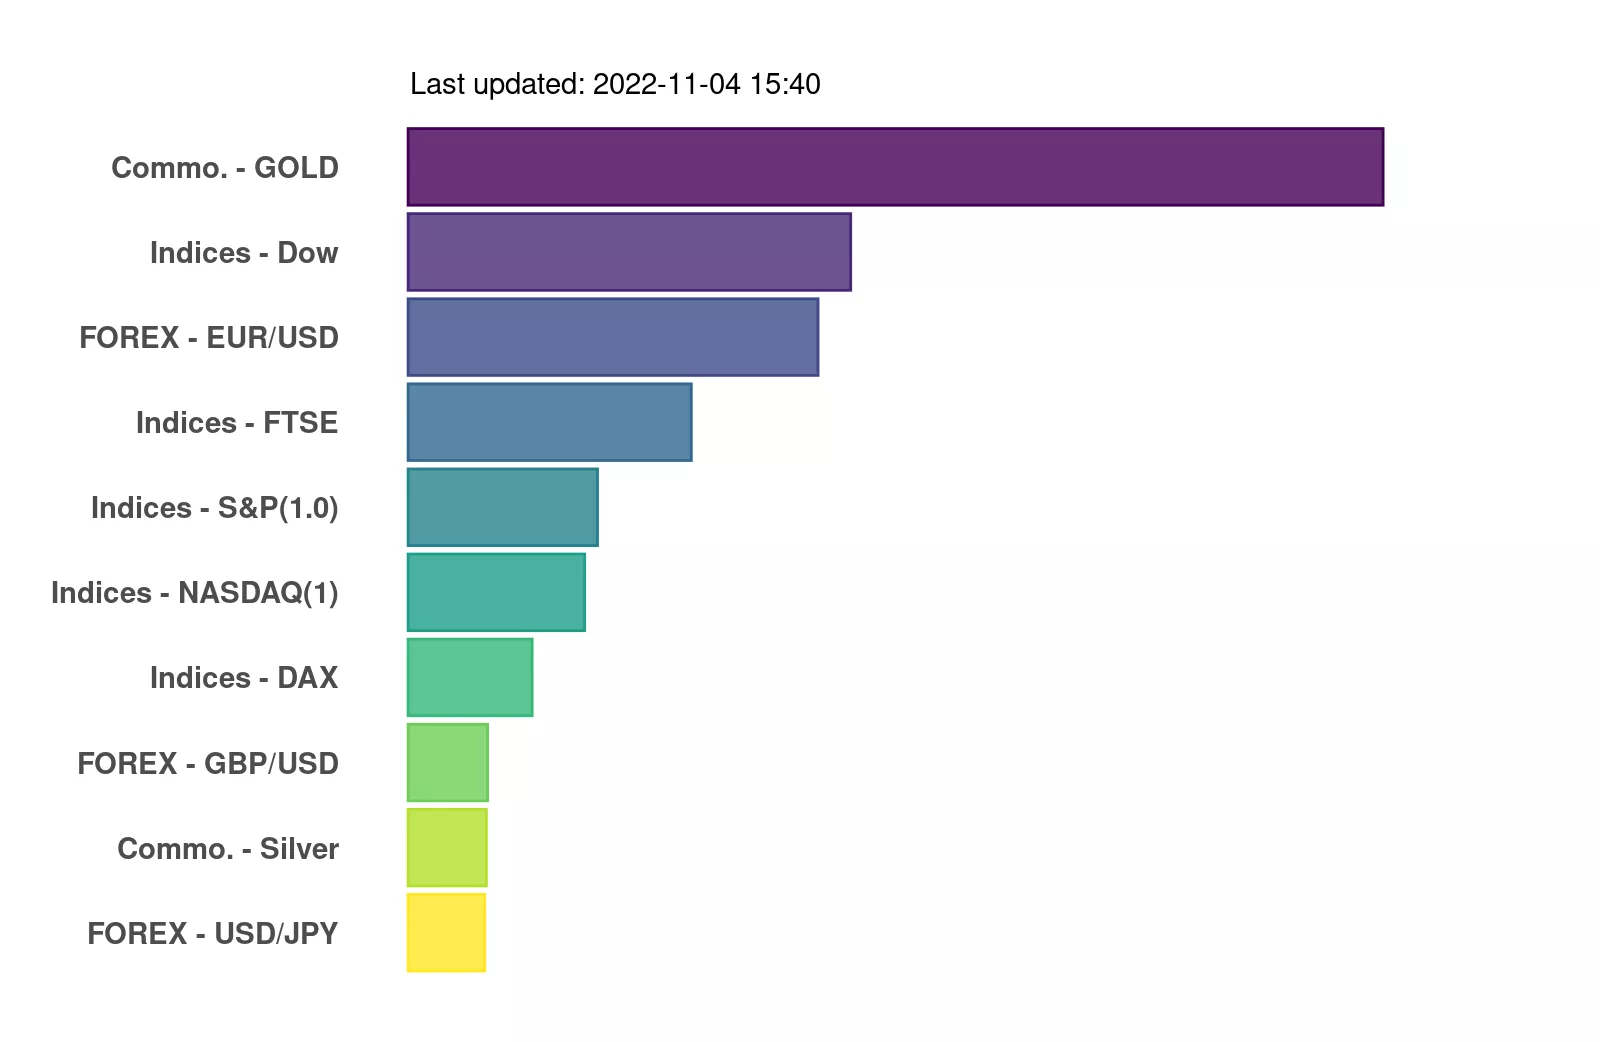 Last updated: 2022-11-04 15:40
Commo. - GOLD
Indices - Dow
FOREX - EUR/USD
Indices - FTSE
Indices - S&P(1.0)
Indices - NASDAQ(1)
Indices - DAX
FOREX - GBP/USD
Commo. - Silver
FOREX - USD/JPY